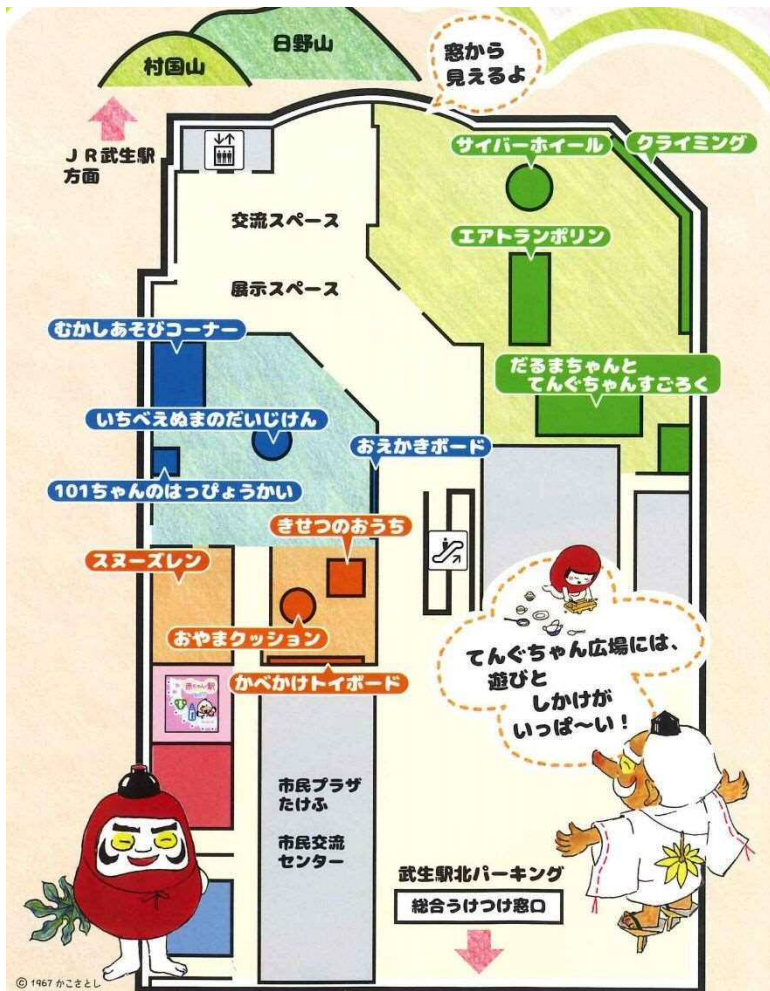 日野山
村国山
窓から
見えるよ
JR武生駅
方面
サイバーホイール
クライミング
交流スペース
エアトランポリン
展示スペース
むかしあそびコーナー
だるまちゃんと
てんぐちゃんすごろく
いちべえぬまのだいじけん
おえかきボード
101ちゃんのはっぴょうかい
きせつのおうち
スヌーズレン
おやまクッション
かべかけトイボード
てんぐちゃん広場には、
遊びと
しかけが
いっぱ〜い！
赤ちゃん駅
市民プラザ
たけふ
市民交流
センター
武生駅北パーキング
総合うけつけ窓口
© 1967 かこさとし